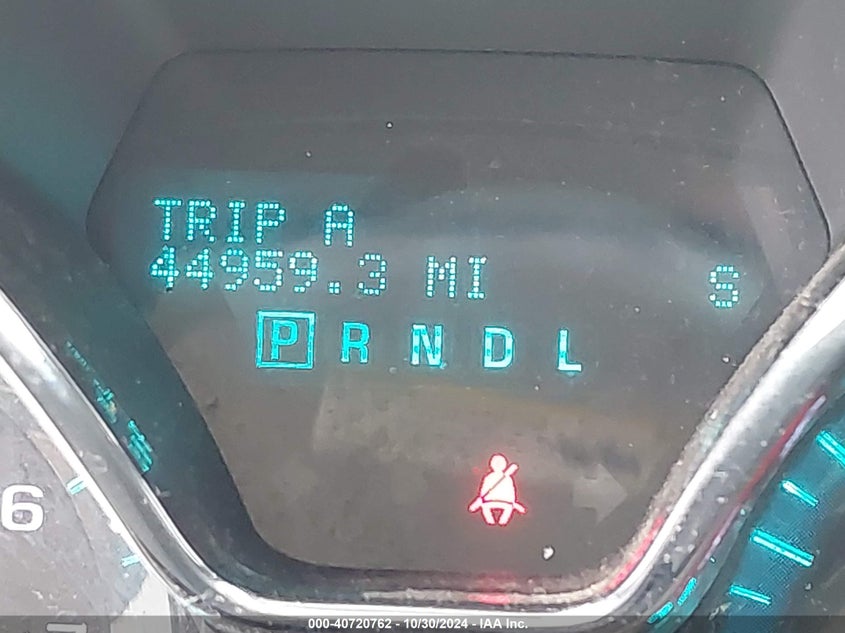 TRIP A
44959.3 MI S
P R N D L
6
000-40720762 - 10/30/2024 - IAA Inc.